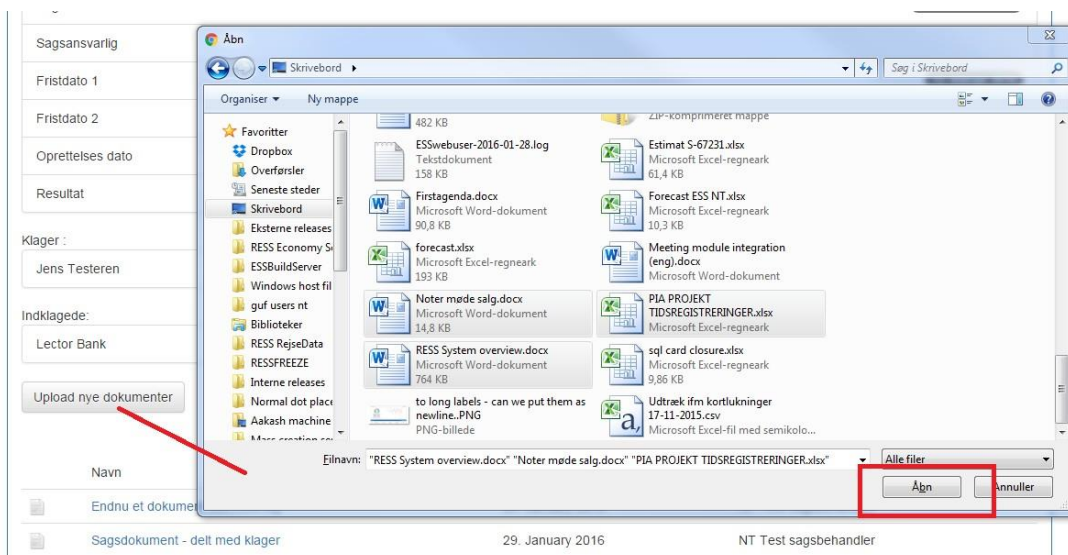 Sagsansvarlig
Fristdato 1
Fristdato 2
Oprettelses dato
Resultat
Klager :
Jens Testeren
Indklagede:
Lector Bank
Upload nye dokumenter
Navn
Endnu et dokume
Sagsdokument - delt med klager
29. January 2016
NT Test sagsbehandler
Åbn
Skrivebord
Søg i Skrivebord
Organiser
Ny mappe
Favoritter
Dropbox
Overførsler
Seneste steder
Skrivebord
Eksterne releases
RESS Economy S
ESSBuildServer
Windows host fil
guf users nt
Biblioteker
RESS RejseData
RESSFREEZE
Interne releases
Normal dot place
Aakash machine
482 KB
ZIP-komprimeret mappe
ESSwebuser-2016-01-28.log
Tekstdokument
158 KB
Estimat S-67231.xlsx
Microsoft Excel-regneark
61,4 KB
Firstagenda.docx
Microsoft Word-dokument
90,8 KB
Forecast ESS NT.xlsx
Microsoft Excel-regneark
10,3 KB
forecast.xlsx
Microsoft Excel-regneark
193 KB
Meeting module integration
(eng).docx
Microsoft Word-dokument
Noter møde salg.docx
Microsoft Word-dokument
14,8 KB
PIA PROJEKT
TIDSREGISTRERINGER.xlsx
Microsoft Excel-regneark
RESS System overview.docx
Microsoft Word-dokument
764 KB
sql card closure.xlsx
Microsoft Excel-regneark
9,86 KB
to long labels - can we put them as
newline..PNG
PNG-billede
Udtræk ifm kortlukninger
17-11-2015.csv
Microsoft Excel-fil med semikolo...
Filnavn:
"RESS System overview.docx" "Noter møde salg.docx" "PIA PROJEKT TIDSREGISTRERINGER.xlsx"
Alle filer
Åbn
Annuller